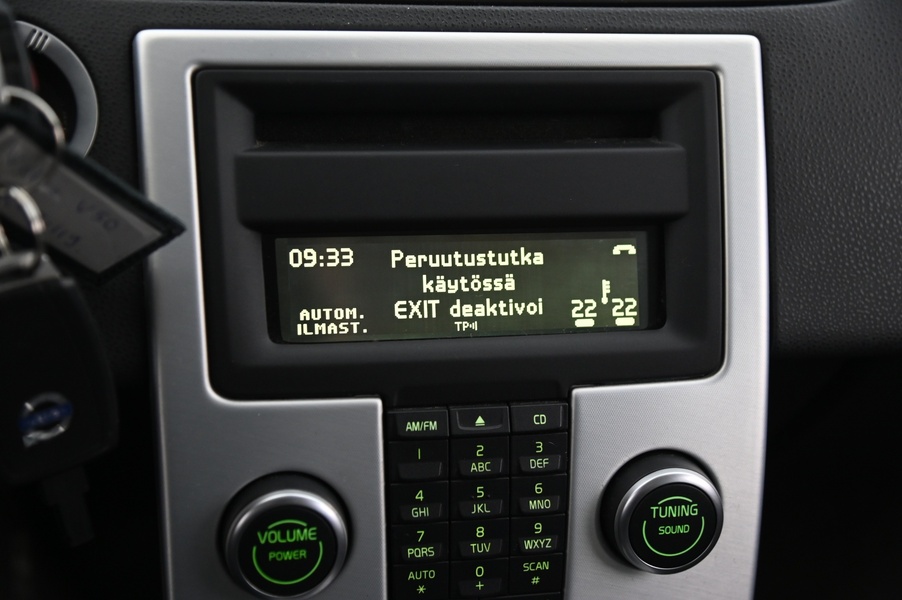 09:33
Peruutustutka
käytössä
EXIT deaktivoi
AUTOM.
ILMAST.
TP
22 22
AM/FM
CD
1
2
ABC
3
DEF
4
GHI
5
JKL
6
MNO
7
PQRS
8
TUV
9
WXYZ
AUTO
*
0
+
SCAN
#
VOLUME
POWER
TUNING
SOUND